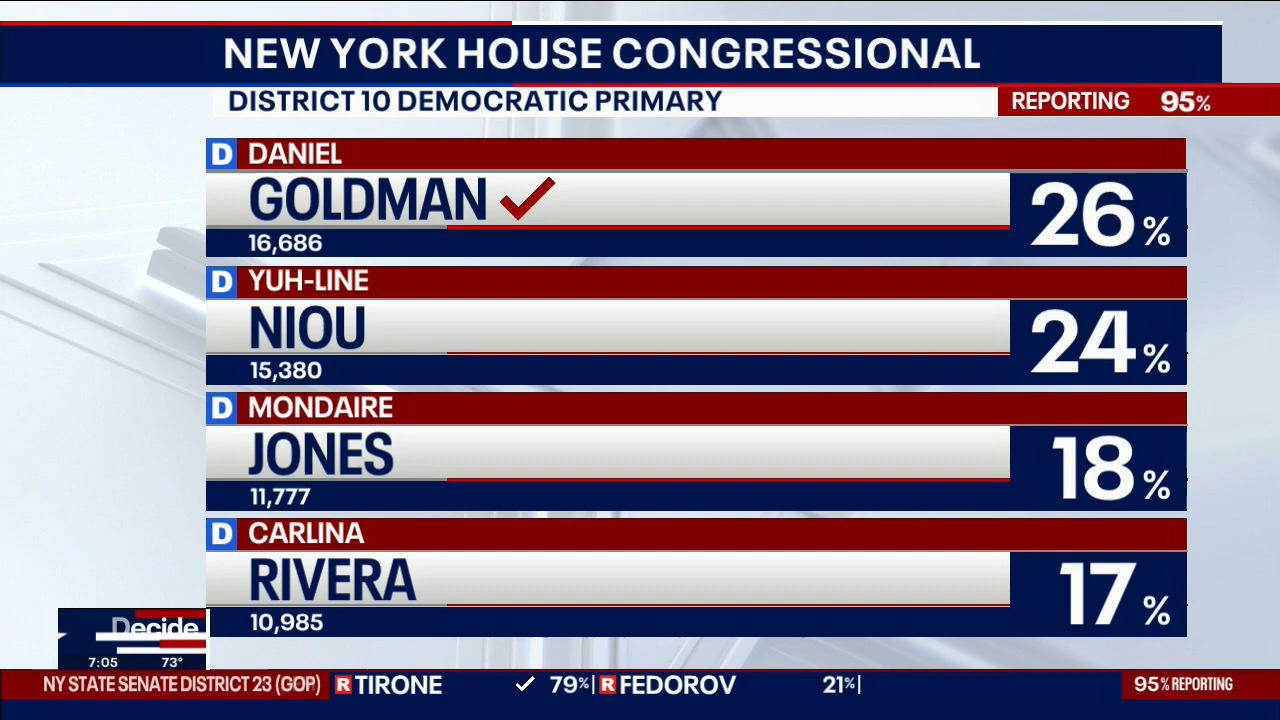 NEW YORK HOUSE CONGRESSIONAL
DISTRICT 10 DEMOCRATIC PRIMARY
REPORTING 95%
D DANIEL
GOLDMAN
16,686
26%
D YUH-LINE
NIOU
15,380
24%
D MONDAIRE
JONES
11,777
18%
D CARLINA
RIVERA
10,985
17%
Decide
7:05 73°
NY STATE SENATE DISTRICT 23 (GOP) R TIRONE 79% R FEDOROV 21% 95% REPORTING